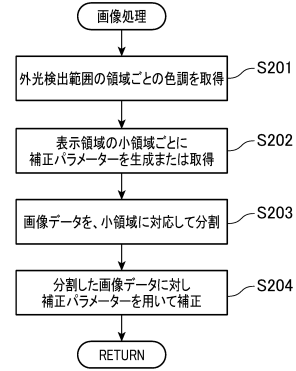 画像処理
外光検出範囲の領域ごとの色調を取得
S201
表示領域の小領域ごとに
補正パラメーターを生成または取得
S202
画像データを、小領域に対応して分割
S203
分割した画像データに対し
補正パラメーターを用いて補正
S204
RETURN